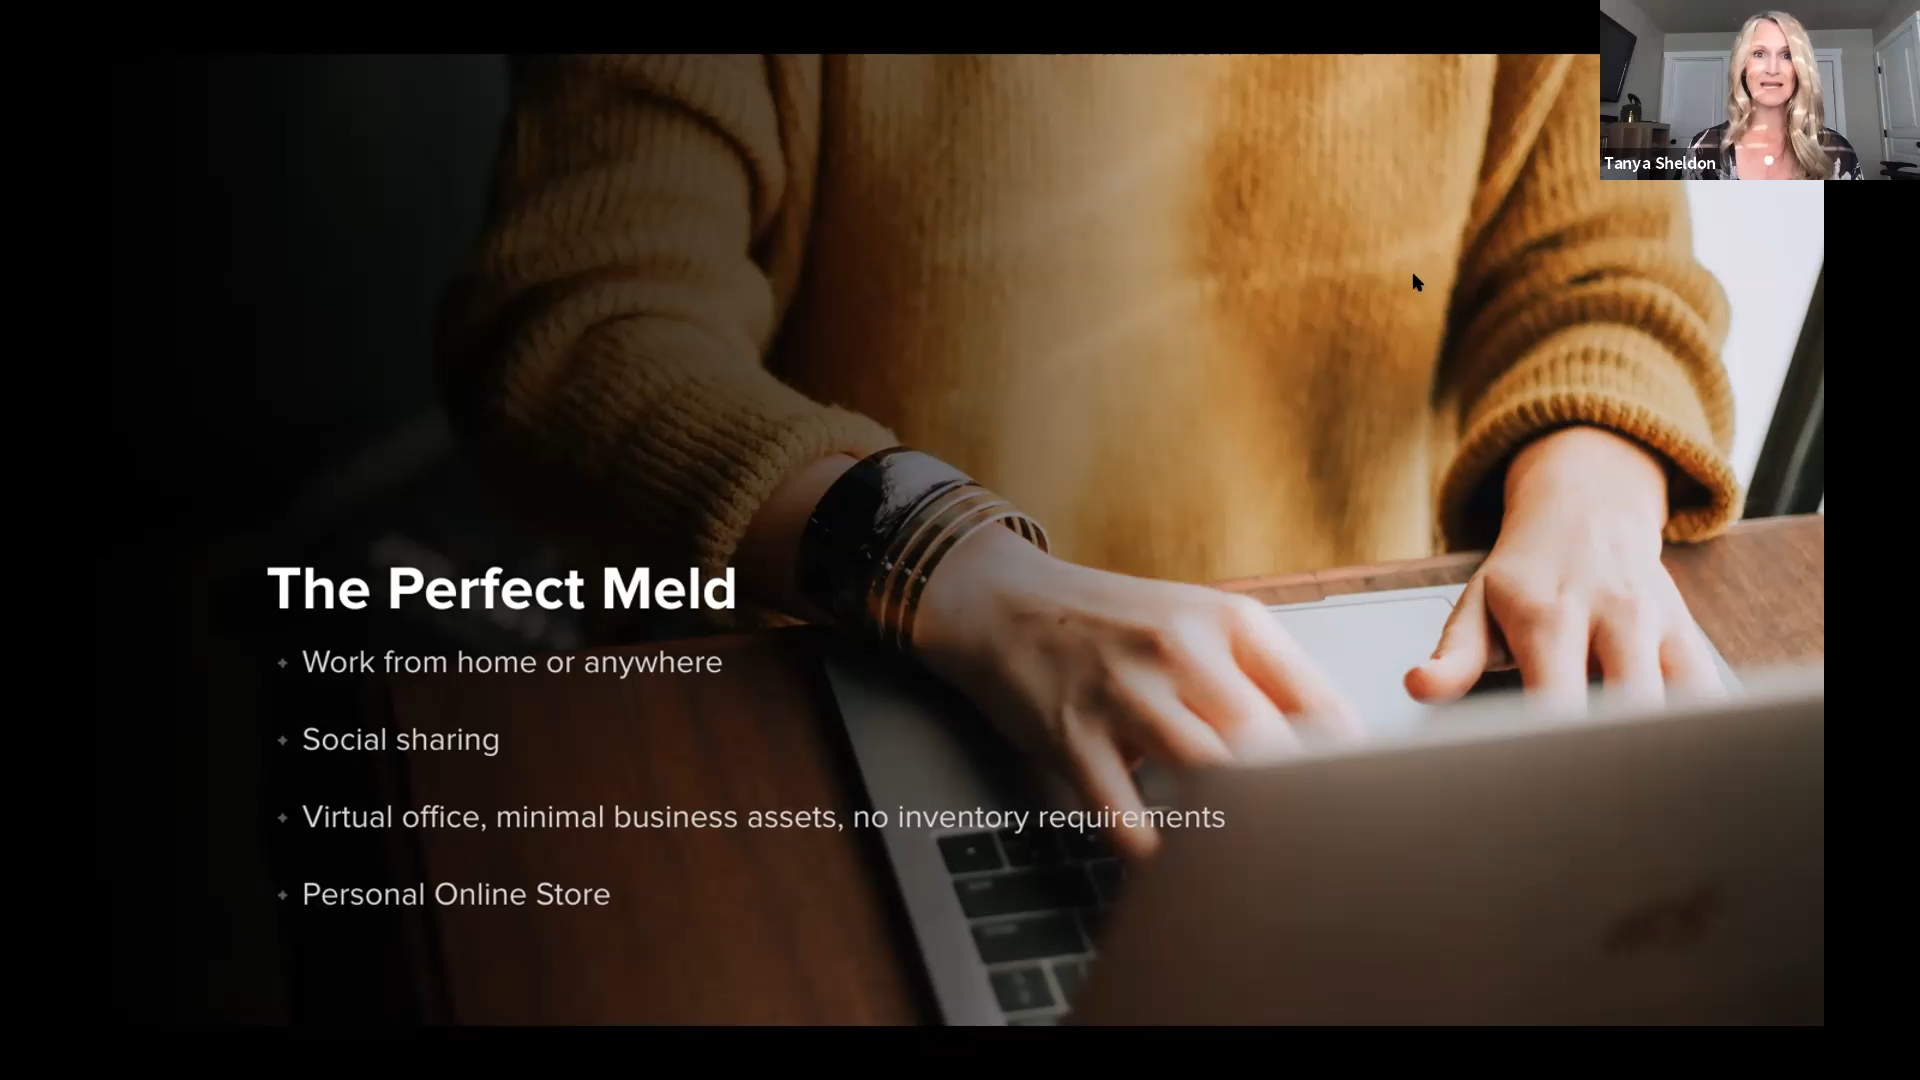 Tanya Sheldon
The Perfect Meld
Work from home or anywhere
Social sharing
Virtual office, minimal business assets, no inventory requirements
Personal Online Store